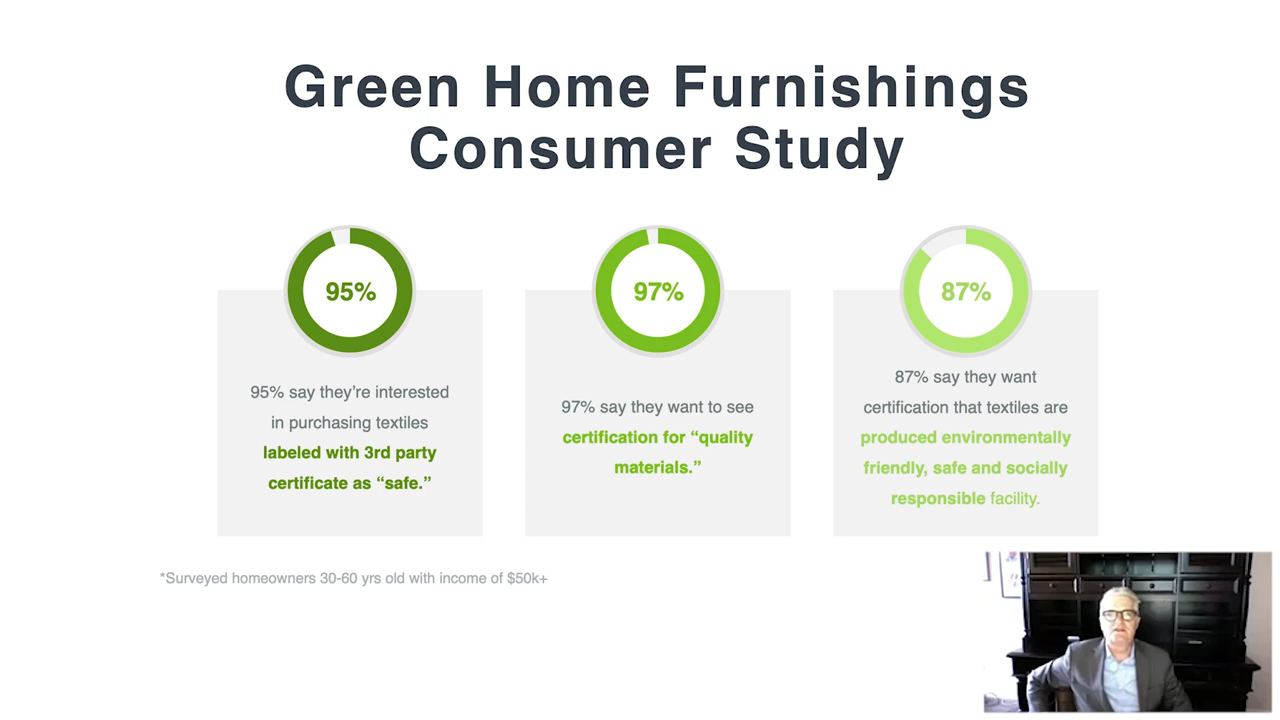 Green Home Furnishings
Consumer Study
95%
95% say they’re interested
in purchasing textiles
labeled with 3rd party
certificate as “safe.”
97%
97% say they want to see
certification for “quality
materials.”
87%
87% say they want
certification that textiles are
produced environmentally
friendly, safe and socially
responsible facility.
*Surveyed homeowners 30-60 yrs old with income of $50k+